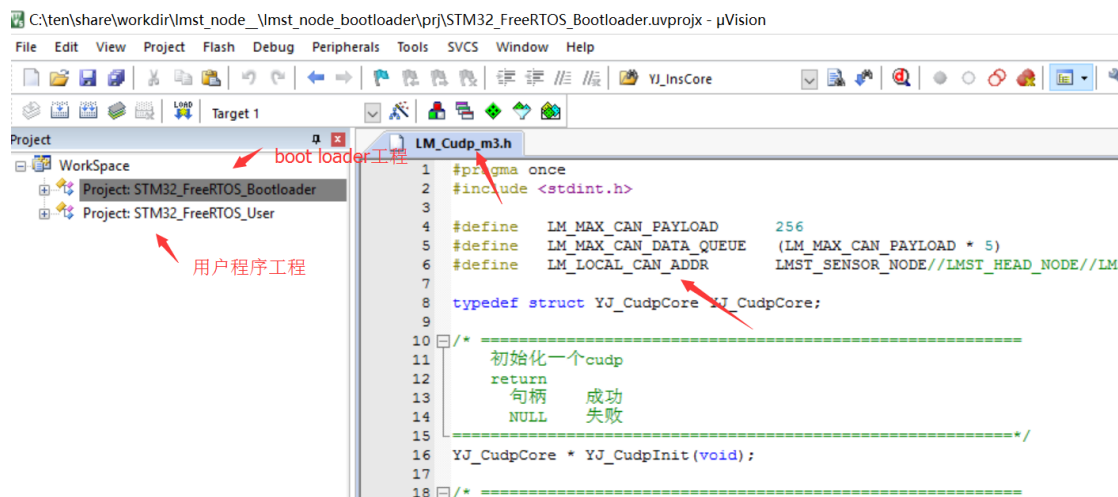 C:\ten\share\workdir\lmst_node__\lmst_node_bootloader\prj\STM32_FreeRTOS_Bootloader.uvprojx - µVision
File Edit View Project Flash Debug Peripherals Tools SVCS Window Help
YJ_InsCore
LOAD
Target 1
Project
LM_Cudp_m3.h
WorkSpace
boot loader工程
Project: STM32_FreeRTOS_Bootloader
Project: STM32_FreeRTOS_User
用户程序工程
1 #pragma once
2 #include <stdint.h>
3
4 #define LM_MAX_CAN_PAYLOAD 256
5 #define LM_MAX_CAN_DATA_QUEUE (LM_MAX_CAN_PAYLOAD * 5)
6 #define LM_LOCAL_CAN_ADDR LMST_SENSOR_NODE//LMST_HEAD_NODE//LM
7
8 typedef struct YJ_CudpCore YJ_CudpCore;
9
10 /* ==========================================================
11 初始化一个cudp
12 return
13 句柄 成功
14 NULL 失败
15 ============================================================*/
16 YJ_CudpCore * YJ_CudpInit(void);
17
18 /* ==========================================================